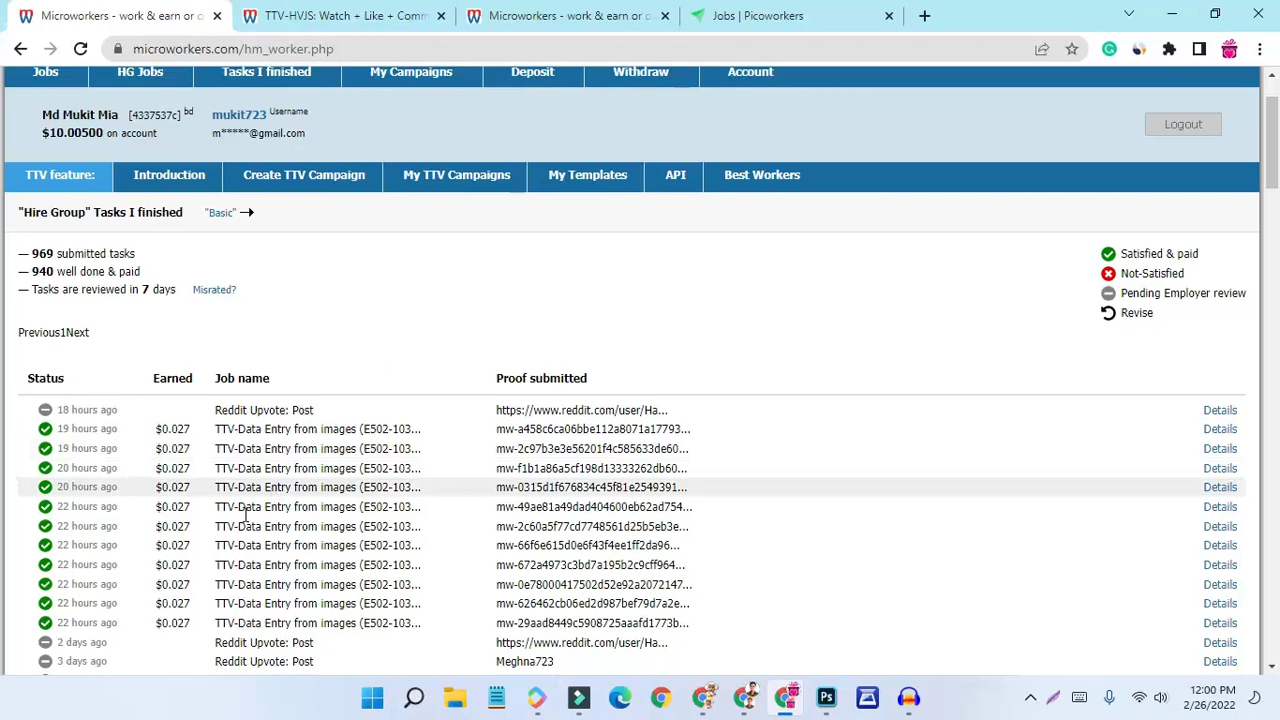 Microworkers - work & earn or o
TTV-HVJS: Watch + Like + Comm
Microworkers - work & earn or o
Jobs | Picoworkers
microworkers.com/hm_worker.php
Jobs HG Jobs Tasks I finished My Campaigns Deposit Withdraw Account
Md Mukit Mia [4337537c] bd mukit723 Username
$10.00500 on account m*****@gmail.com
Logout
TTV feature: Introduction Create TTV Campaign My TTV Campaigns My Templates API Best Workers
"Hire Group" Tasks I finished "Basic"
— 969 submitted tasks
— 940 well done & paid
— Tasks are reviewed in 7 days Misrated?
Satisfied & paid
Not-Satisfied
Pending Employer review
Revise
Previous1Next
Status Earned Job name Proof submitted
18 hours ago Reddit Upvote: Post https://www.reddit.com/user/Ha... Details
19 hours ago $0.027 TTV-Data Entry from images (E502-103... mw-a458c6ca06bbe112a8071a17793... Details
19 hours ago $0.027 TTV-Data Entry from images (E502-103... mw-2c97b3e3e56201f4c585633de60... Details
20 hours ago $0.027 TTV-Data Entry from images (E502-103... mw-f1b1a86a5cf198d13333262db60... Details
20 hours ago $0.027 TTV-Data Entry from images (E502-103... mw-0315d1f676834c45f81e2549391... Details
22 hours ago $0.027 TTV-Data Entry from images (E502-103... mw-49ae81a49dad404600eb62ad754... Details
22 hours ago $0.027 TTV-Data Entry from images (E502-103... mw-2c60a5f77cd7748561d25b5eb3e... Details
22 hours ago $0.027 TTV-Data Entry from images (E502-103... mw-66f6e615d0e6f43f4ee1ff2da96... Details
22 hours ago $0.027 TTV-Data Entry from images (E502-103... mw-672a4973c3bd7a195b2c9cff964... Details
22 hours ago $0.027 TTV-Data Entry from images (E502-103... mw-0e78000417502d52e92a2072147... Details
22 hours ago $0.027 TTV-Data Entry from images (E502-103... mw-626462cb06ed2d987bef79d7a2e... Details
22 hours ago $0.027 TTV-Data Entry from images (E502-103... mw-29aad8449c5908725aaafd1773b... Details
2 days ago Reddit Upvote: Post https://www.reddit.com/user/Ha... Details
3 days ago Reddit Upvote: Post Meghna723 Details
12:00 PM
2/26/2022